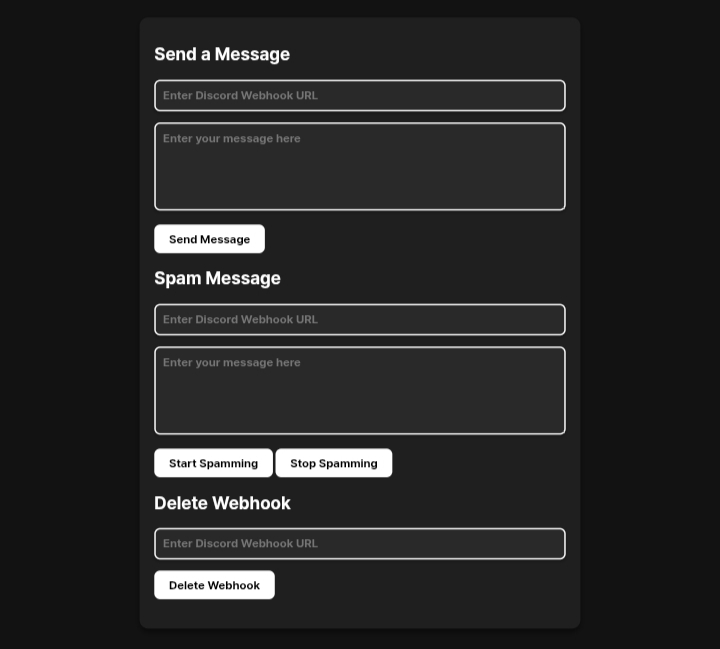 Send a Message
Enter Discord Webhook URL
Enter your message here
Send Message
Spam Message
Enter Discord Webhook URL
Enter your message here
Start Spamming Stop Spamming
Delete Webhook
Enter Discord Webhook URL
Delete Webhook